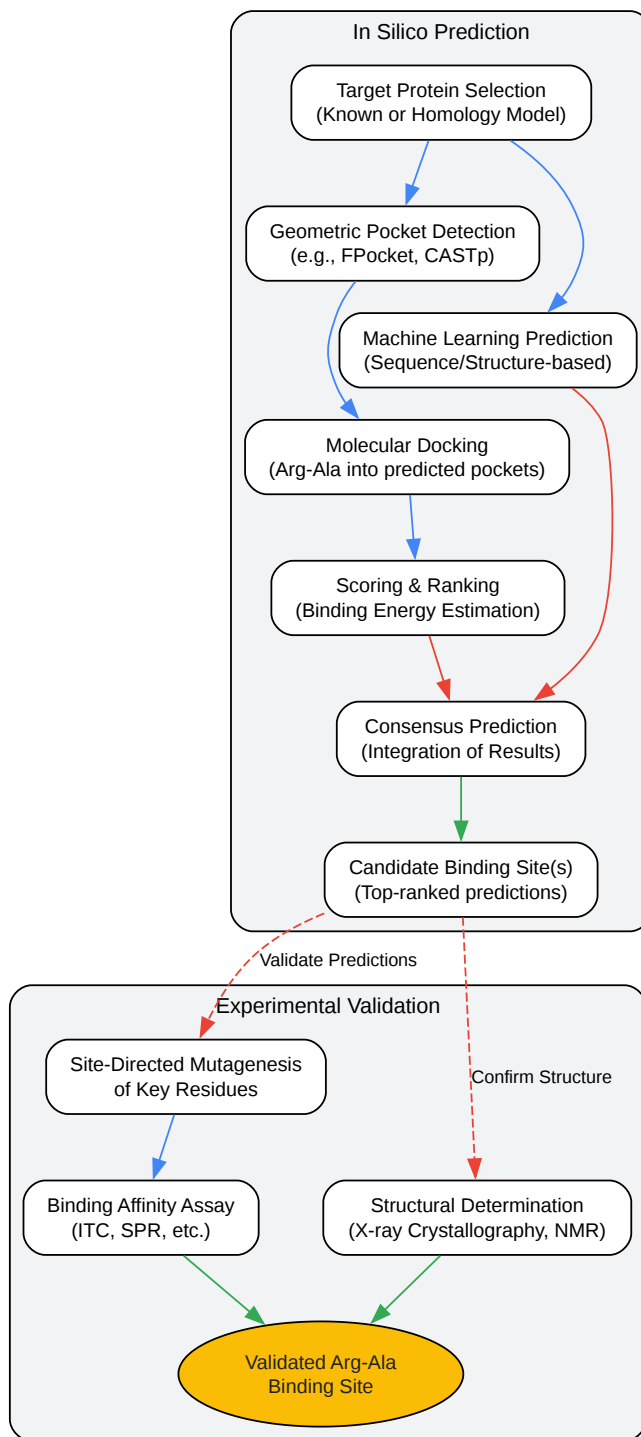 In Silico Prediction
Target Protein Selection
(Known or Homology Model)
Geometric Pocket Detection
(e.g., FPocket, CASTp)
Machine Learning Prediction
(Sequence/Structure-based)
Molecular Docking
(Arg-Ala into predicted pockets)
Scoring & Ranking
(Binding Energy Estimation)
Consensus Prediction
(Integration of Results)
Candidate Binding Site(s)
(Top-ranked predictions)
Validate Predictions
Experimental Validation
Site-Directed Mutagenesis
of Key Residues
Confirm Structure
Binding Affinity Assay
(ITC, SPR, etc.)
Structural Determination
(X-ray Crystallography, NMR)
Validated Arg-Ala
Binding Site